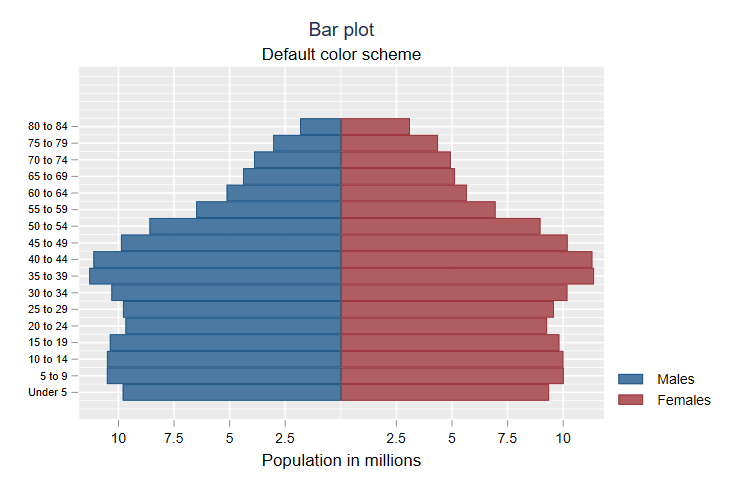 Bar plot
Default color scheme
80 to 84
75 to 79
70 to 74
65 to 69
60 to 64
55 to 59
50 to 54
45 to 49
40 to 44
35 to 39
30 to 34
25 to 29
20 to 24
15 to 19
10 to 14
5 to 9
Under 5
10 7.5 5 2.5 2.5 5 7.5 10
Population in millions
Males
Females